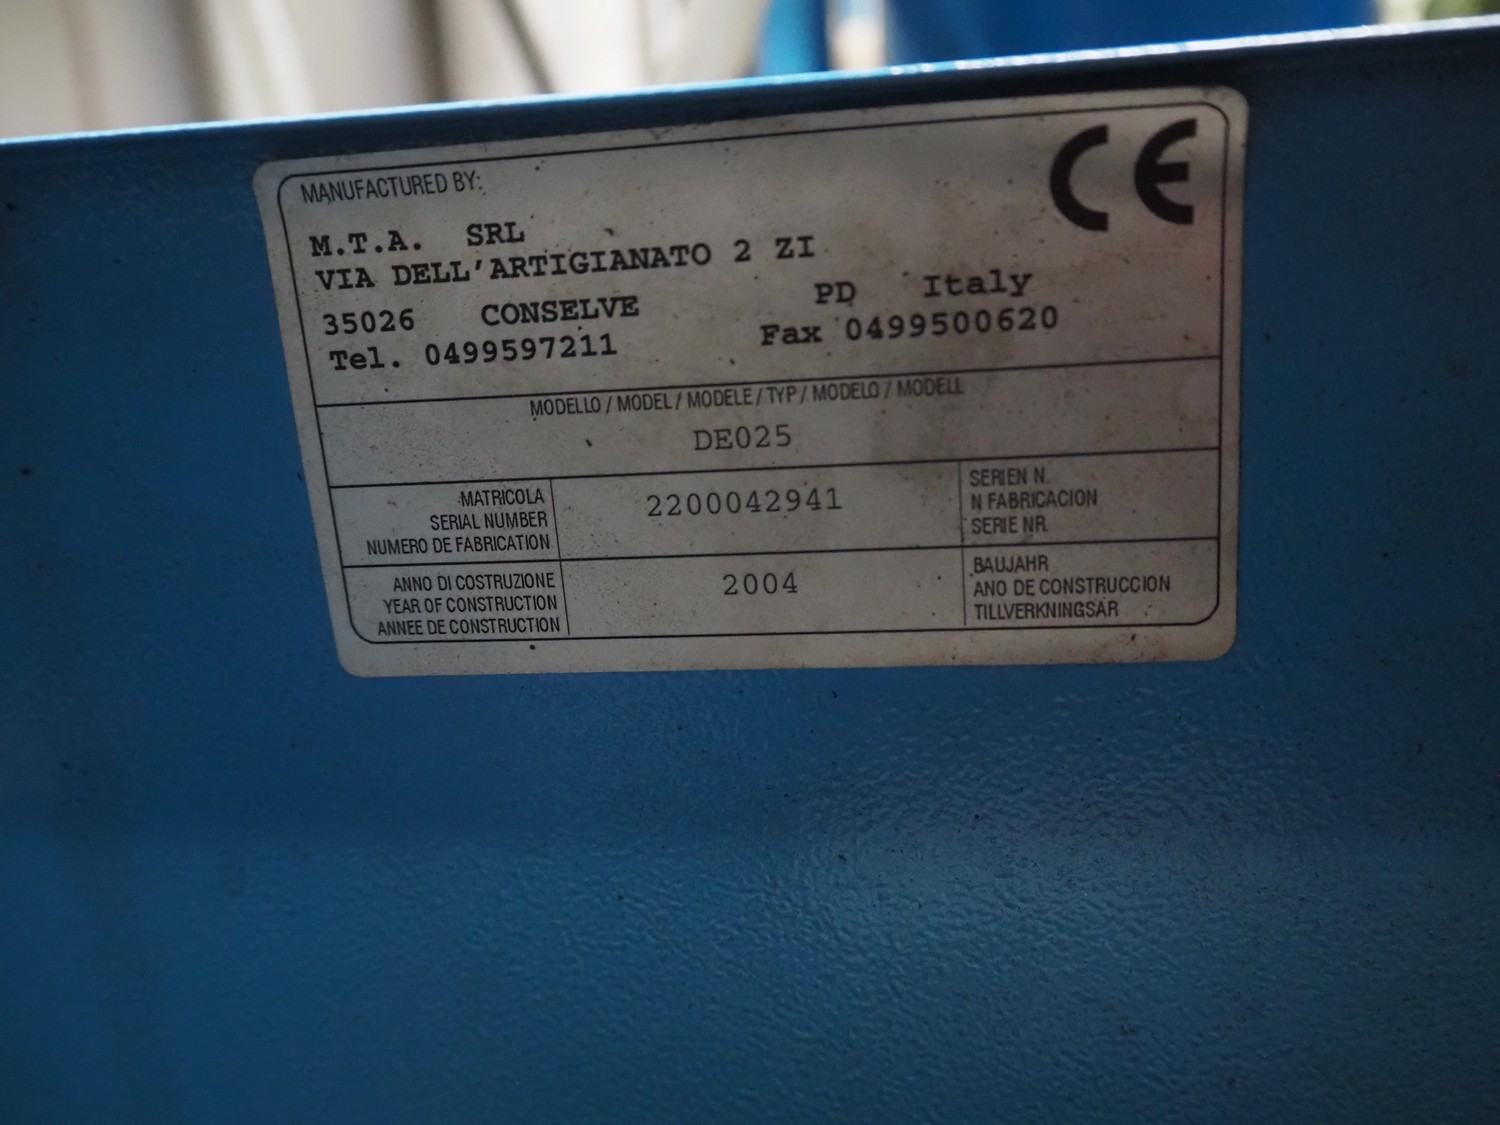 MANUFACTURED BY:
CE
M.T.A. SRL
VIA DELL'ARTIGIANATO 2 ZI
35026 CONSELVE PD Italy
Tel. 0499597211 Fax 0499500620
MODELLO / MODEL / MODELE / TYP / MODELO / MODELL
DE025
MATRICOLA
SERIAL NUMBER
NUMERO DE FABRICATION
2200042941
SERIEN N.
N FABRICACION
SERIE NR
ANNO DI COSTRUZIONE
YEAR OF CONSTRUCTION
ANNEE DE CONSTRUCTION
2004
BAUJAHR
ANO DE CONSTRUCCION
TILLVERKNINGSAR